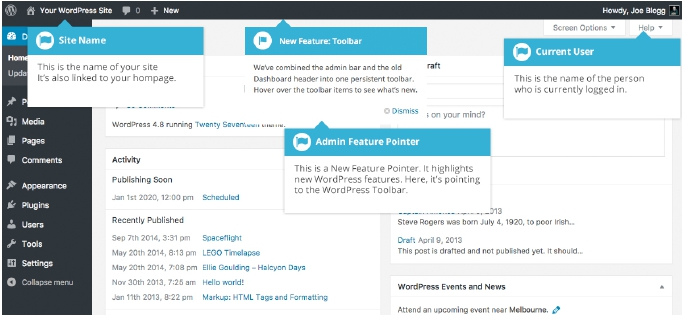 Your WordPress Site 0 + New Howdy, Joe Blogg
Screen Options Help
Site Name
This is the name of your site
It's also linked to your hompage.
New Feature: Toolbar
We've combined the admin bar and the old
Dashboard header into one persistent toolbar.
Hover over the toolbar items to see what's new.
Dismiss
Current User
This is the name of the person
who is currently logged in.
Admin Feature Pointer
This is a New Feature Pointer. It highlights
new WordPress features. Here, it's pointing
to the WordPress Toolbar.
Media
Pages
Comments
Appearance
Plugins
Users
Tools
Settings
Collapse menu
WordPress 4.8 running Twenty Seventeen theme.
Activity
Publishing Soon
Jan 1st 2020, 12:00 pm Scheduled
Recently Published
Sep 7th 2014, 3:31 pm Spaceflight
May 20th 2014, 8:13 pm LEGO Timelapse
May 20th 2014, 7:08 pm Ellie Goulding – Halcyon Days
Nov 30th 2013, 7:25 am Hello world!
Jan 11th 2013, 8:22 pm Markup: HTML Tags and Formatting
on your mind?
2013
Steve Rogers was born July 4, 1920, to poor Irish...
Draft April 9, 2013
This post is drafted and not published yet. It should...
WordPress Events and News
Attend an upcoming event near Melbourne.